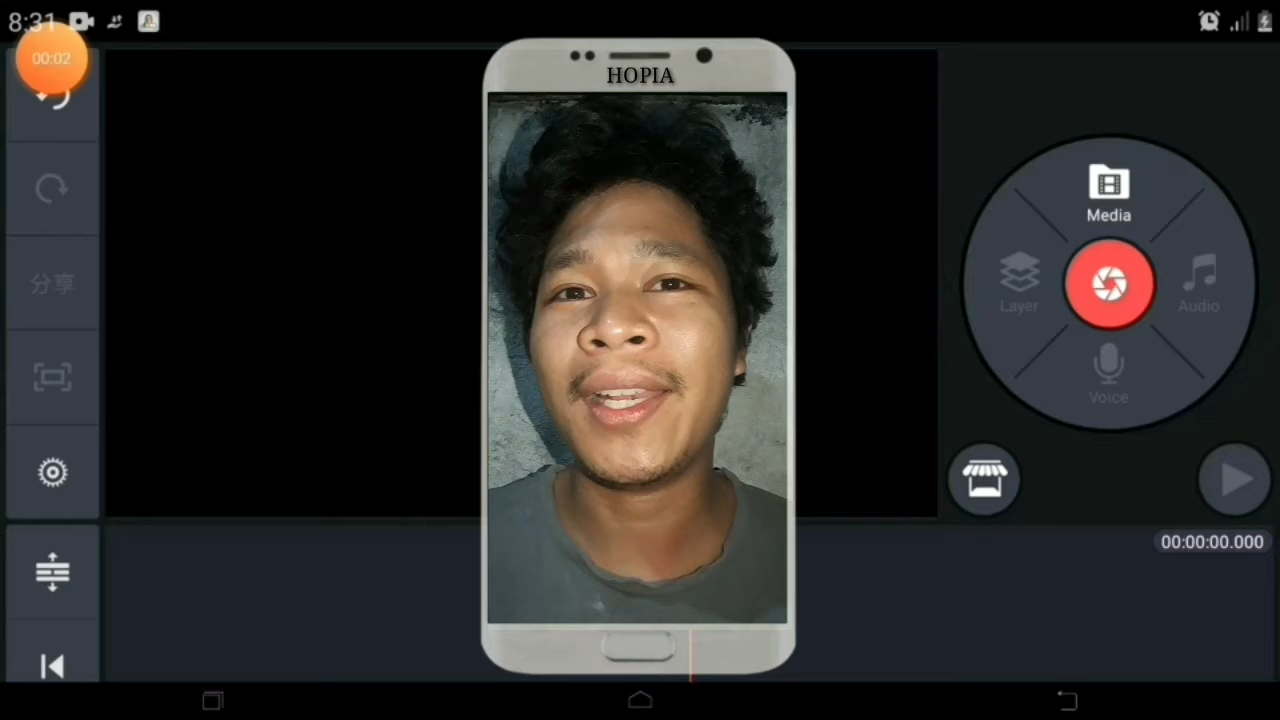 8:31
00:02
HOPIA
Media
Layer
Audio
Voice
分享
00:00:00.000